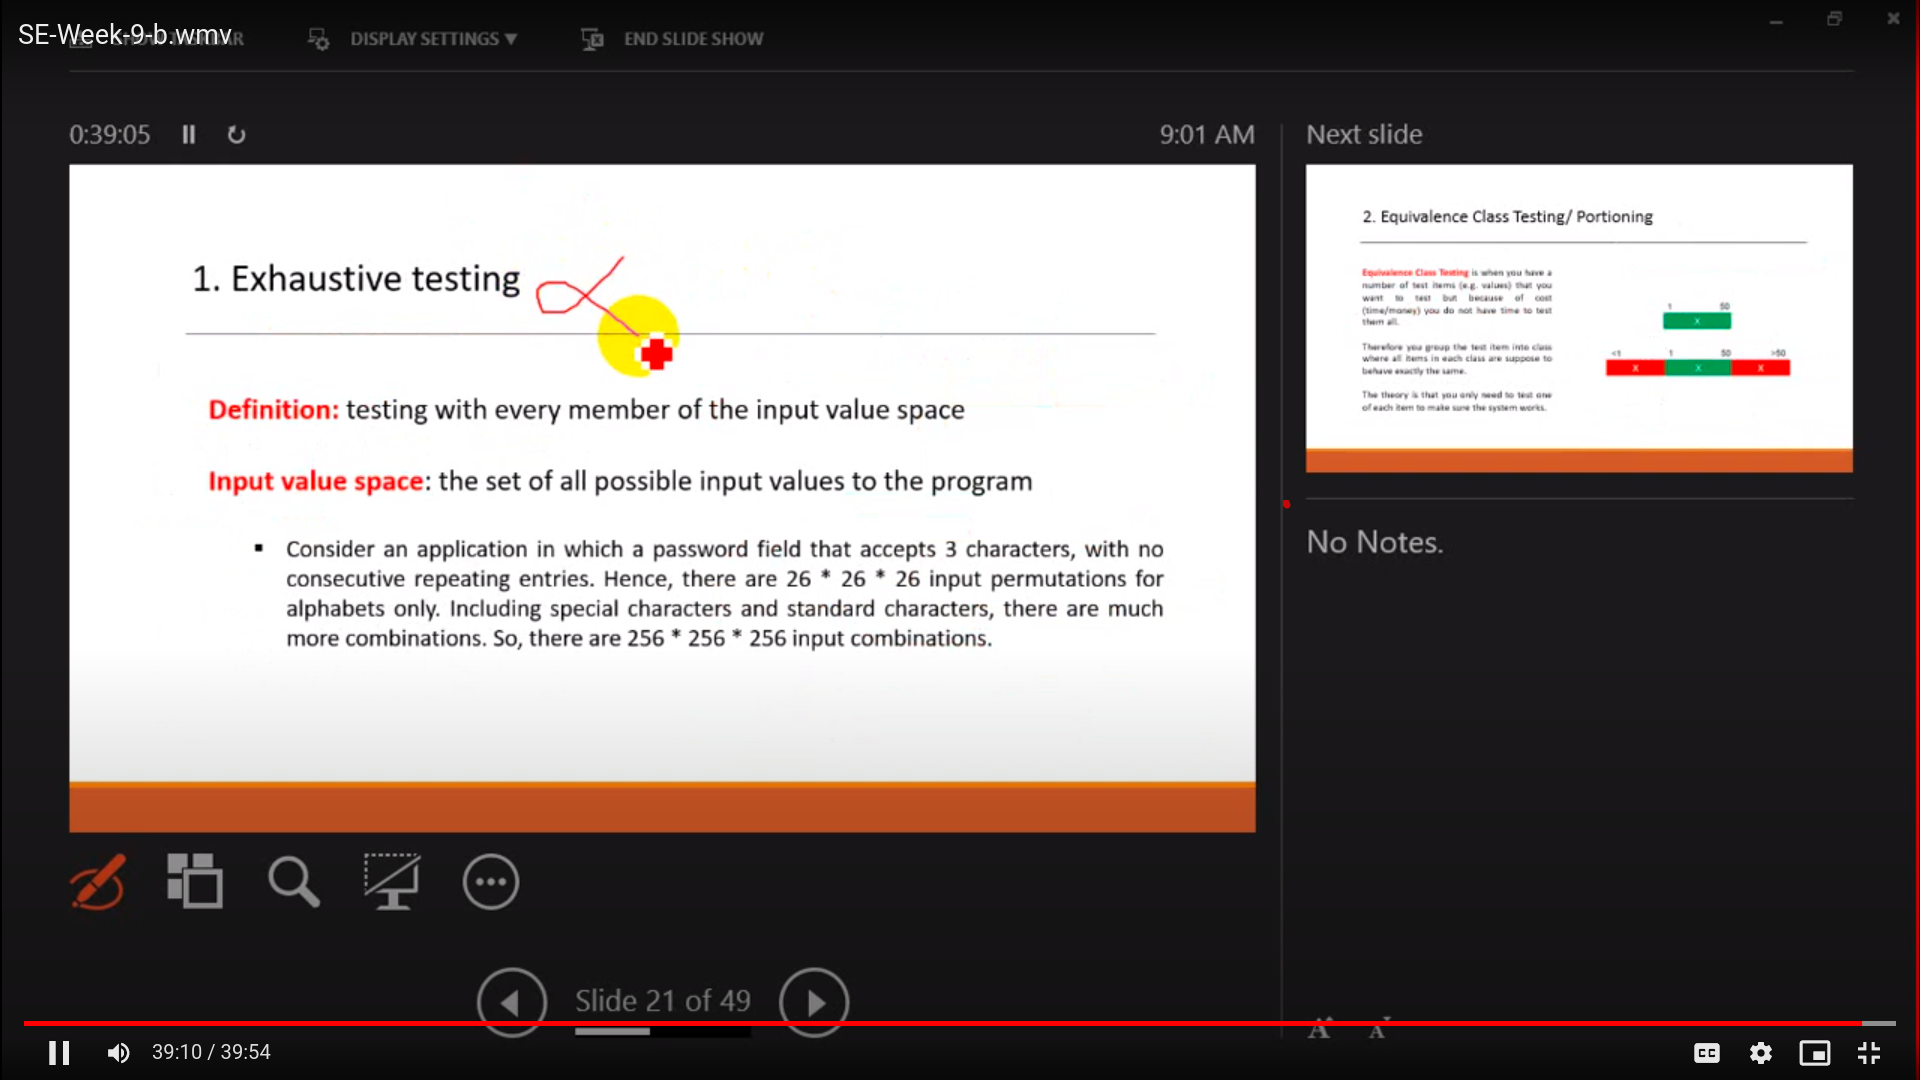 SE-Week-9-b.wmv
DISPLAY SETTINGS ▼
END SLIDE SHOW
0:39:05
9:01 AM
Next slide
1. Exhaustive testing
Definition: testing with every member of the input value space
Input value space: the set of all possible input values to the program
▪ Consider an application in which a password field that accepts 3 characters, with no
consecutive repeating entries. Hence, there are 26 * 26 * 26 input permutations for
alphabets only. Including special characters and standard characters, there are much
more combinations. So, there are 256 * 256 * 256 input combinations.
2. Equivalence Class Testing/ Portioning
Equivalence Class Testing is when you have a
number of test items (e.g. values) that you
want to test but because of cost
(time/money) you do not have time to test
them all.
Therefore you group the test item into class
where all items in each class are suppose to
behave exactly the same.
The theory is that you only need to test one
of each item to make sure the system works.
1 50
X
<1 1 50 >50
X X X
No Notes.
Slide 21 of 49
A A
39:10 / 39:54
CC